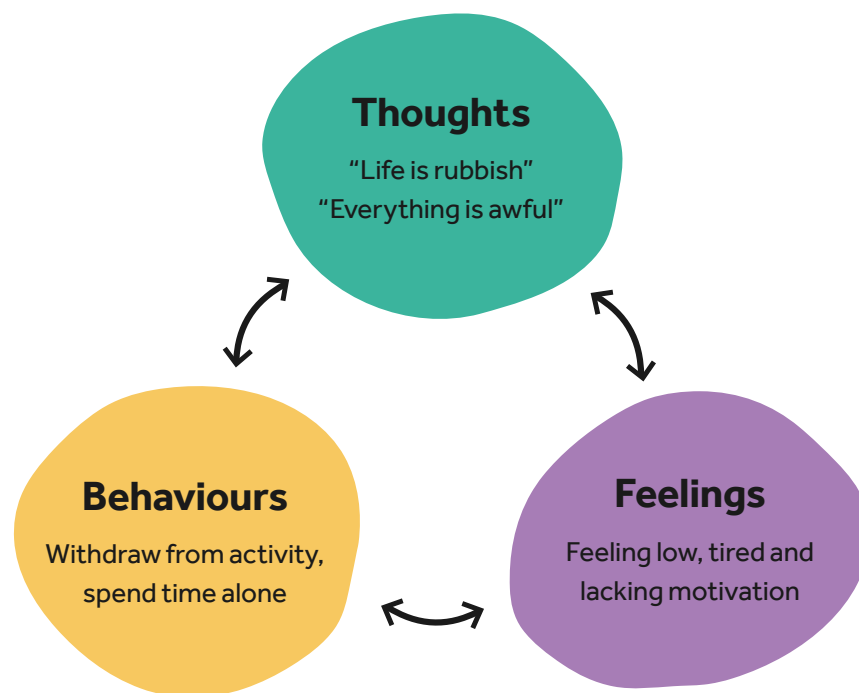 Thoughts
“Life is rubbish”
“Everything is awful”
Behaviours
Withdraw from activity,
spend time alone
Feelings
Feeling low, tired and
lacking motivation